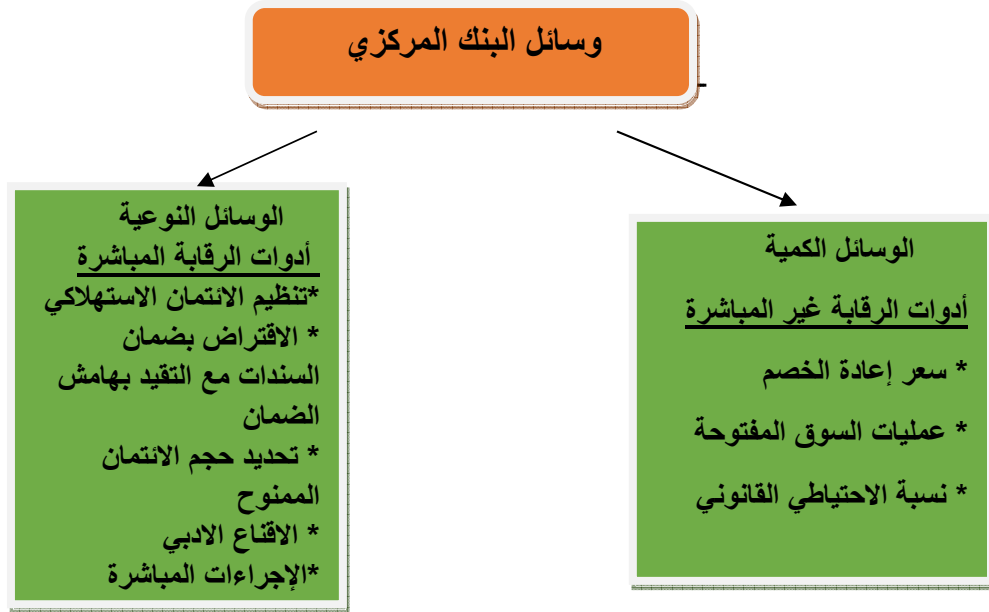 وسائل البنك المركزي
الوسائل الكمية
أدوات الرقابة غير المباشرة
* سعر إعادة الخصم
* عمليات السوق المفتوحة
* نسبة الاحتياطي القانوني
الوسائل النوعية
أدوات الرقابة المباشرة
*تنظيم الائتمان الاستهلاكي
* الاقتراض بضمان
السندات مع التقيد بهامش
الضمان
* تحديد حجم الائتمان
الممنوح
* الاقناع الادبي
*الإجراءات المباشرة